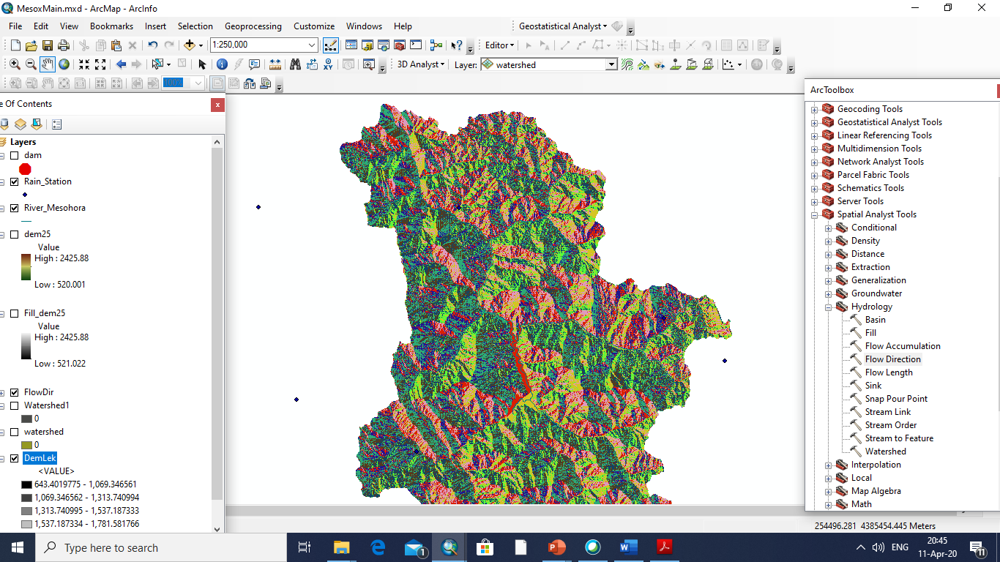 MesoxMain.mxd - ArcMap - ArcInfo
File Edit View Bookmarks Insert Selection Geoprocessing Customize Windows Help Geostatistical Analyst
1:250,000 Editor
3D Analyst Layer: watershed
100%
e Of Contents
Layers
dam
Rain_Station
River_Mesohora
dem25
Value
High : 2425.88
Low : 520.001
Fill_dem25
Value
High : 2425.88
Low : 521.022
FlowDir
Watershed1
0
watershed
0
DemLek
<VALUE>
643.4019775 - 1,069.346561
1,069.346562 - 1,313.740994
1,313.740995 - 1,537.187333
1,537.187334 - 1,781.581766
ArcToolbox
Geocoding Tools
Geostatistical Analyst Tools
Linear Referencing Tools
Multidimension Tools
Network Analyst Tools
Parcel Fabric Tools
Schematics Tools
Server Tools
Spatial Analyst Tools
Conditional
Density
Distance
Extraction
Generalization
Groundwater
Hydrology
Basin
Fill
Flow Accumulation
Flow Direction
Flow Length
Sink
Snap Pour Point
Stream Link
Stream Order
Stream to Feature
Watershed
Interpolation
Local
Map Algebra
Math
254496.281 4385454.445 Meters
Type here to search
1
ENG
20:45
11-Apr-20
11